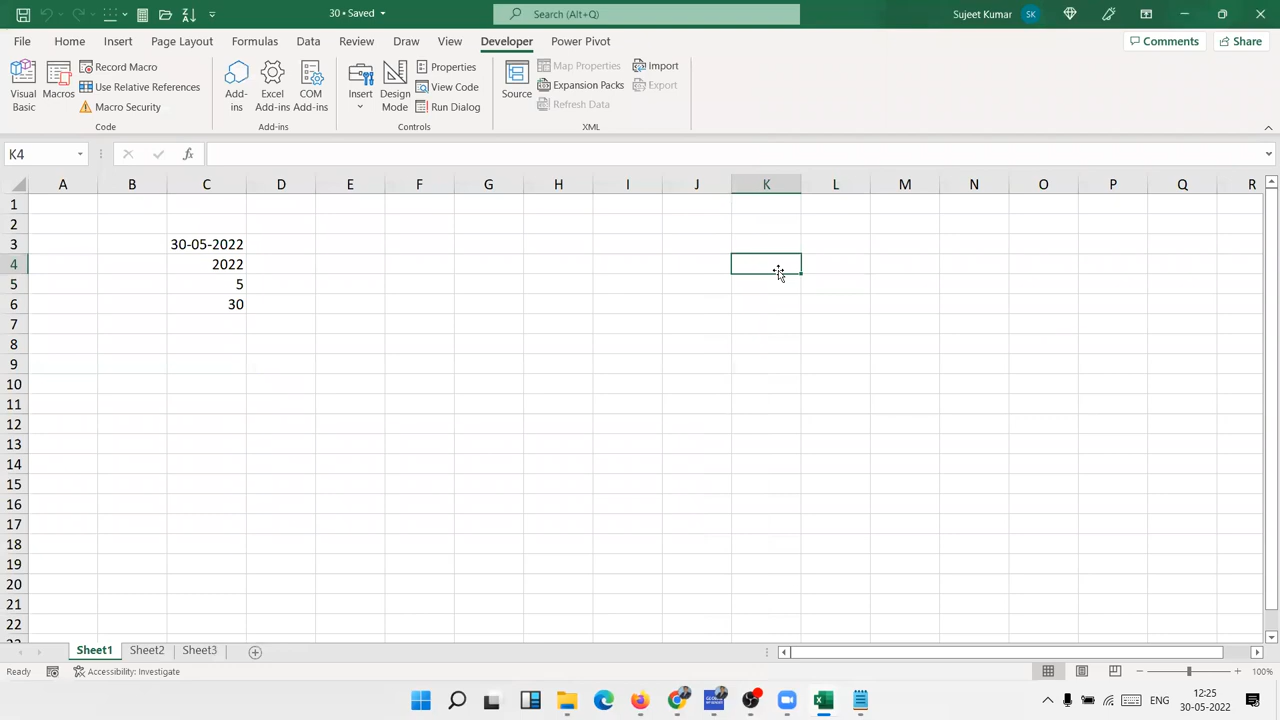 30 • Saved
Search (Alt+Q)
Sujeet Kumar
SK
File Home Insert Page Layout Formulas Data Review Draw View Developer Power Pivot
Comments
Share
Visual Basic
Macros
Record Macro
Use Relative References
Macro Security
Code
Add-ins
Excel Add-ins
COM Add-ins
Add-ins
Insert
Design Mode
Properties
View Code
Run Dialog
Controls
Source
Map Properties
Expansion Packs
Refresh Data
Import
Export
XML
K4
fx
A B C D E F G H I J K L M N O P Q R
1
2
3 30-05-2022
4 2022
5 5
6 30
7
8
9
10
11
12
13
14
15
16
17
18
19
20
21
22
Sheet1 Sheet2 Sheet3
Ready
Accessibility: Investigate
100%
ENG
12:25
30-05-2022